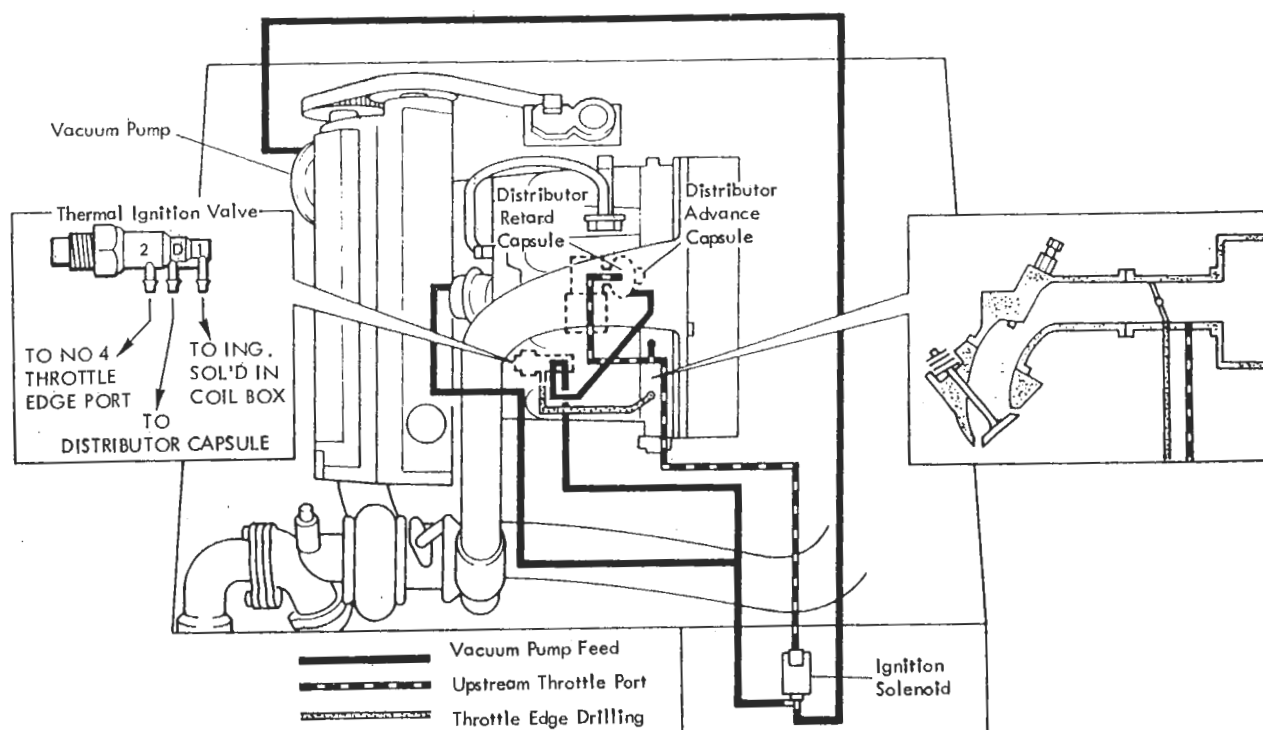 Vacuum Pump
Thermal Ignition Valve
2 D 1
TO NO 4
THROTTLE
EDGE PORT
TO ING.
SOL'D IN
COIL BOX
TO
DISTRIBUTOR CAPSULE
Distributor
Retard
Capsule
Distributor
Advance
Capsule
Vacuum Pump Feed
Upstream Throttle Port
Throttle Edge Drilling
Ignition
Solenoid